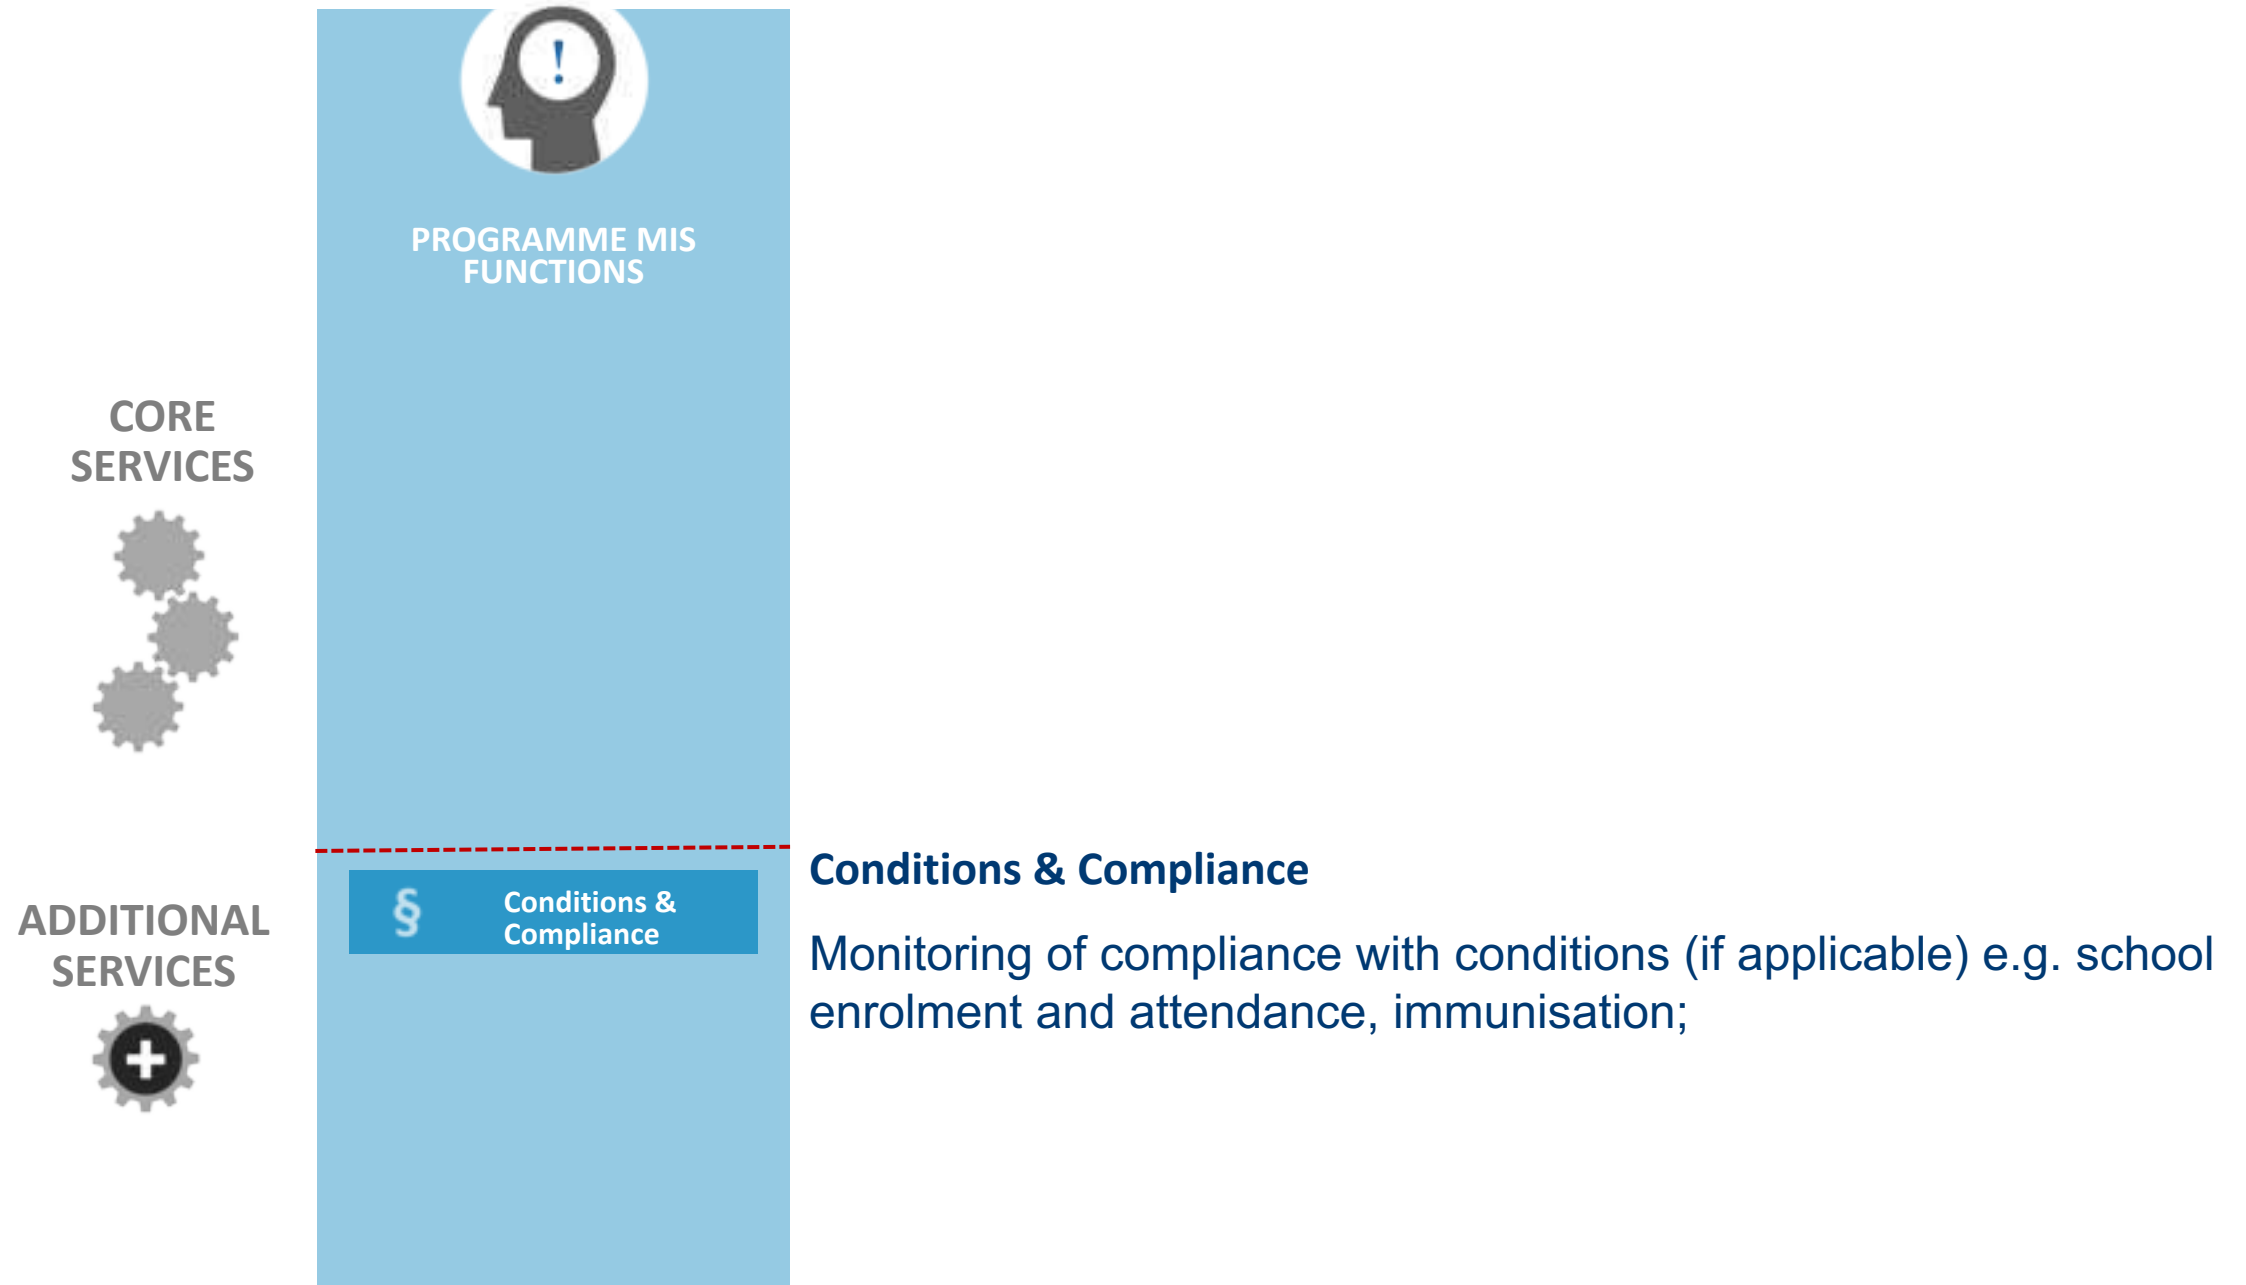 !
PROGRAMME MIS
FUNCTIONS
CORE
SERVICES
ADDITIONAL
SERVICES
§
Conditions &
Compliance
Conditions & Compliance
Monitoring of compliance with conditions (if applicable) e.g. school
enrolment and attendance, immunisation;